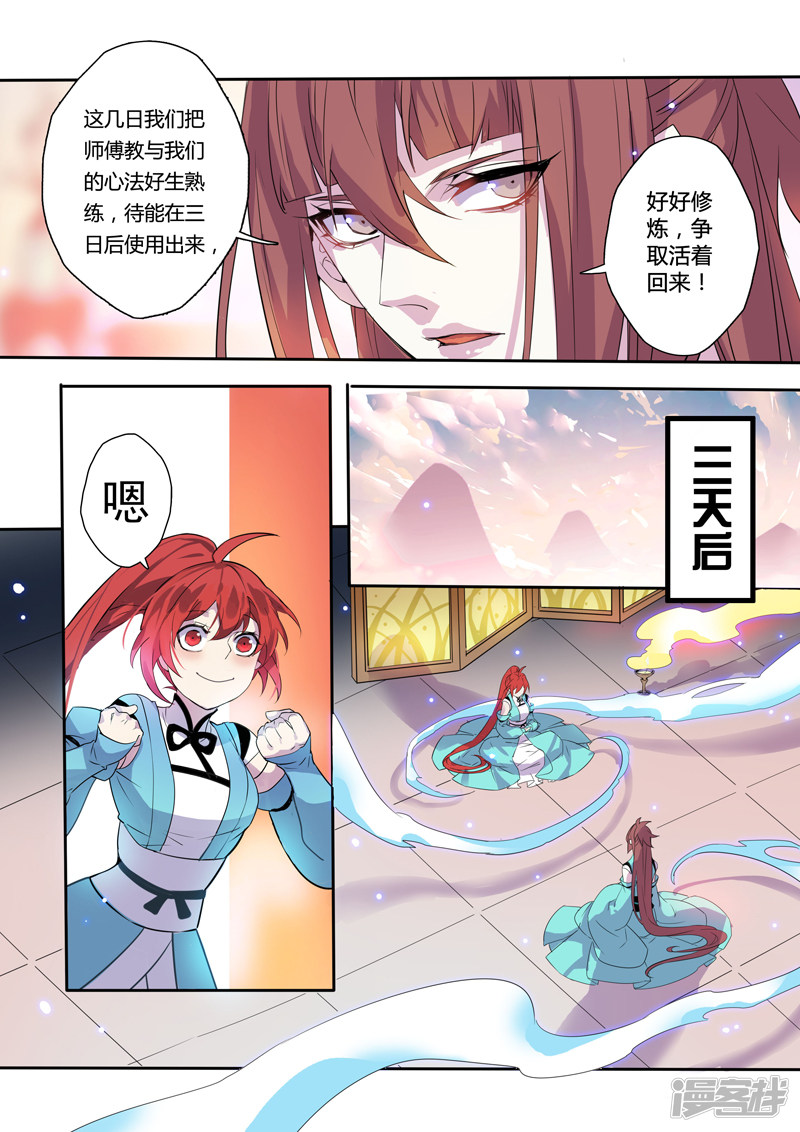 这几日我们把
师傅教与我们
的心法好生熟
练，待能在三
日后使用出来，
好好修
炼，争
取活着
回来！
嗯
三天后
漫客栈